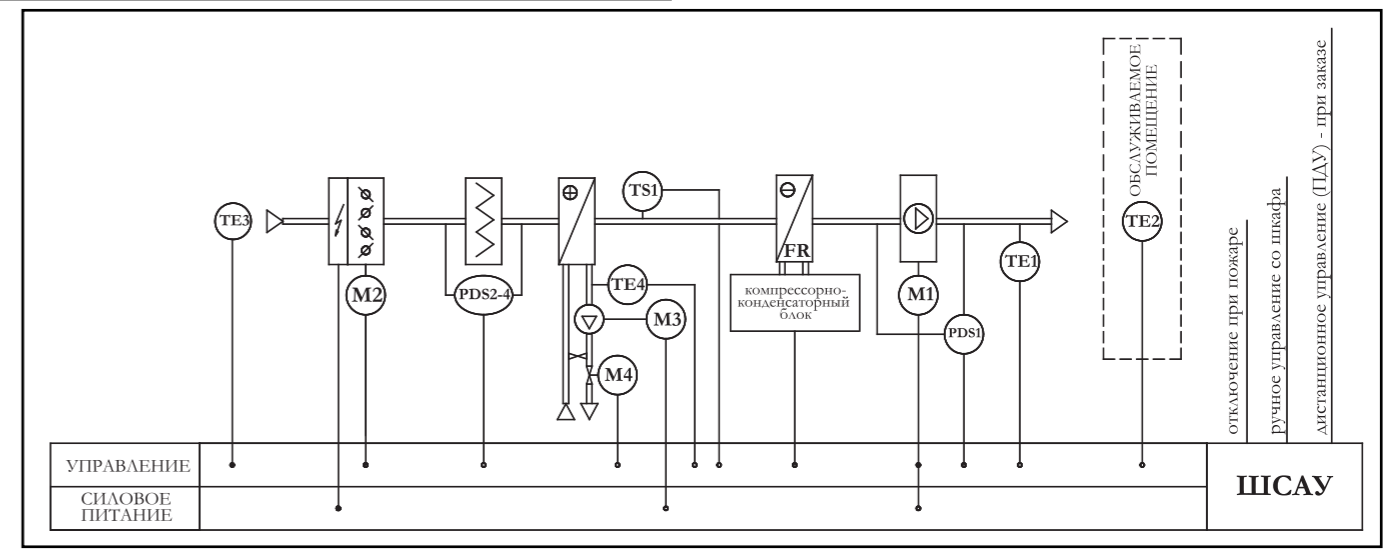 ОБСЛУЖИВАЕМОЕ
ПОМЕЩЕНИЕ
отключение при пожаре
ручное управление со шкафа
дистанционное управление (ПДУ) - при заказе
TE3
TS1
TE2
FR
TE1
M2
PDS2-4
TE4
M3
компрессорно-
конденсаторный
блок
M1
PDS1
M4
УПРАВЛЕНИЕ
СИЛОВОЕ
ПИТАНИЕ
ШСАУ